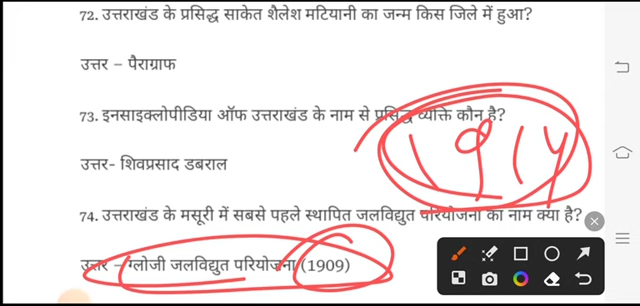 72. उत्तराखंड के प्रसिद्ध साकेत शैलेश मटियानी का जन्म किस जिले में हुआ?
उत्तर – पैराग्राफ
73. इनसाइक्लोपीडिया ऑफ उत्तराखंड के नाम से प्रसिद्ध व्यक्ति कौन है?
1914
उत्तर- शिवप्रसाद डबराल
74. उत्तराखंड के मसूरी में सबसे पहले स्थापित जलविद्युत परियोजना का नाम क्या है?
उत्तर – ग्लोजी जलविद्युत परियोजना (1909)